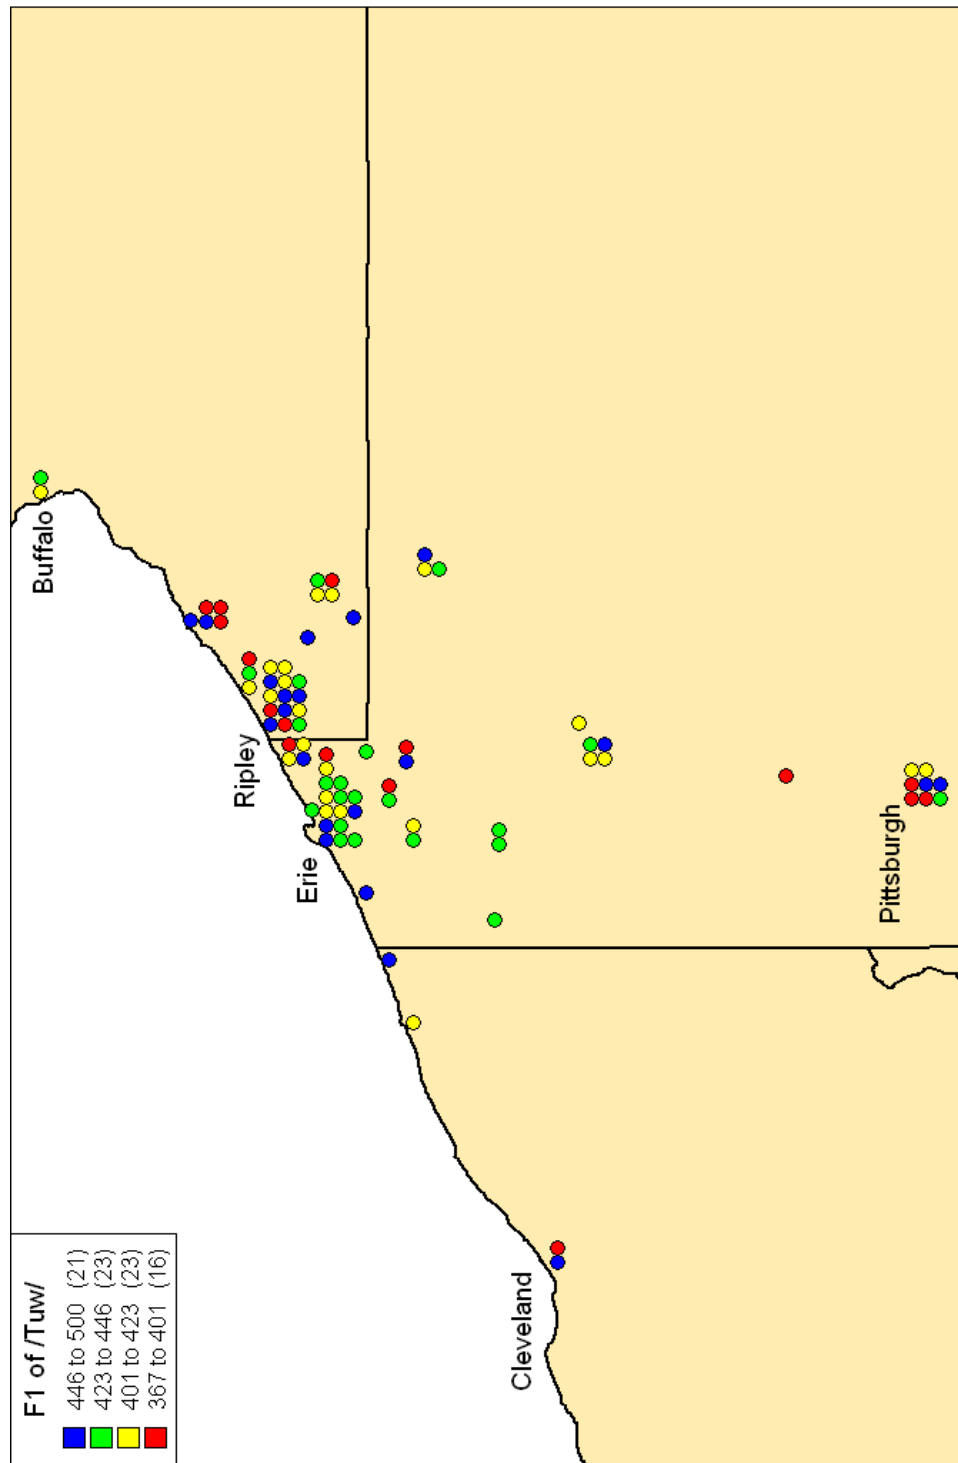 F1 of /Tuw/
446 to 500 (21)
423 to 446 (23)
401 to 423 (23)
367 to 401 (16)
Buffalo
Ripley
Erie
Cleveland
Pittsburgh